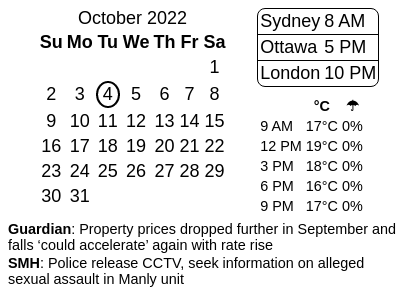 October 2022
Su Mo Tu We Th Fr Sa
1
2 3 4 5 6 7 8
9 10 11 12 13 14 15
16 17 18 19 20 21 22
23 24 25 26 27 28 29
30 31
Sydney 8 AM
Ottawa 5 PM
London 10 PM
°C ☂
9 AM 17°C 0%
12 PM 19°C 0%
3 PM 18°C 0%
6 PM 16°C 0%
9 PM 17°C 0%
Guardian: Property prices dropped further in September and
falls ‘could accelerate’ again with rate rise
SMH: Police release CCTV, seek information on alleged
sexual assault in Manly unit